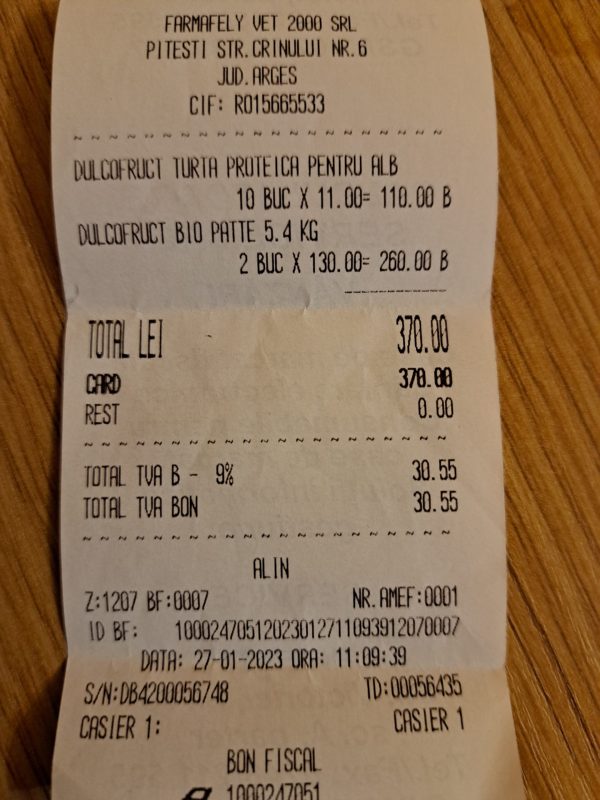 FARMAFELY VET 2000 SRL
PITESTI STR.CRINULUI NR.6
JUD.ARGES
CIF: RO15665533
DULCOFRUCT TURTA PROTEICA PENTRU ALB
10 BUC X 11.00= 110.00 B
DULCOFRUCT BIO PATTE 5.4 KG
2 BUC X 130.00= 260.00 B
TOTAL LEI 370.00
CARD 370.00
REST 0.00
TOTAL TVA B - 9% 30.55
TOTAL TVA BON 30.55
ALIN
Z:1207 BF:0007 NR.AMEF:0001
ID BF: 10002470512023012711093912070007
DATA: 27-01-2023 ORA: 11:09:39
S/N:DB4200056748 TD:00056435
CASIER 1: CASIER 1
BON FISCAL
1000247051